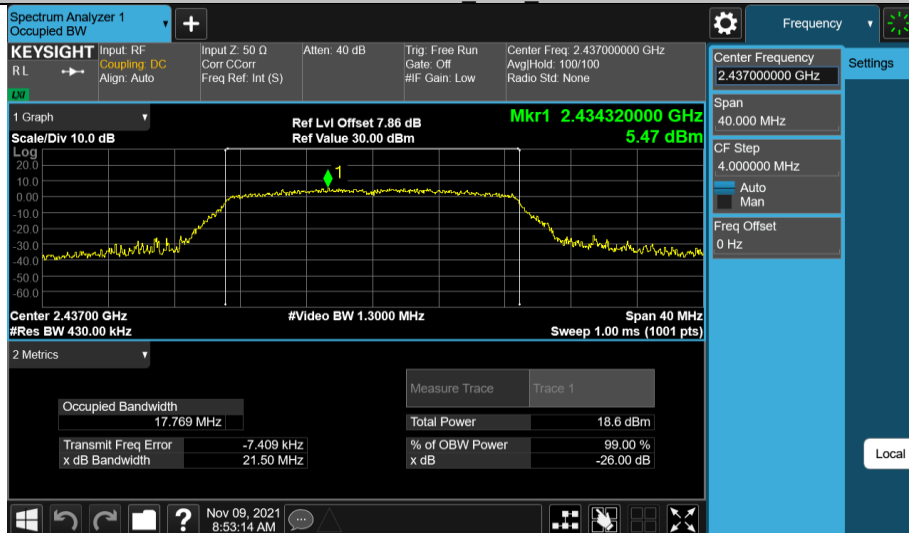 Spectrum Analyzer 1
Occupied BW
+
Frequency
KEYSIGHT
RL
LXI
Input: RF
Coupling: DC
Align: Auto
Input Z: 50 Ω
Corr CCorr
Freq Ref: Int (S)
Atten: 40 dB
Trig: Free Run
Gate: Off
#IF Gain: Low
Center Freq: 2.437000000 GHz
Avg|Hold: 100/100
Radio Std: None
Center Frequency
2.437000000 GHz
Settings
Span
40.000 MHz
CF Step
4.000000 MHz
Auto
Man
Freq Offset
0 Hz
Local
1 Graph
Scale/Div 10.0 dB
Ref Lvl Offset 7.86 dB
Ref Value 30.00 dBm
Mkr1 2.434320000 GHz
5.47 dBm
Log
20.0
10.0
0.00
-10.0
-20.0
-30.0
-40.0
-50.0
-60.0
1
Center 2.43700 GHz
#Video BW 1.3000 MHz
Span 40 MHz
#Res BW 430.00 kHz
Sweep 1.00 ms (1001 pts)
2 Metrics
Measure Trace Trace 1
Occupied Bandwidth
17.769 MHz
Total Power 18.6 dBm
Transmit Freq Error -7.409 kHz
% of OBW Power 99.00 %
x dB Bandwidth 21.50 MHz
x dB -26.00 dB
?
Nov 09, 2021
8:53:14 AM